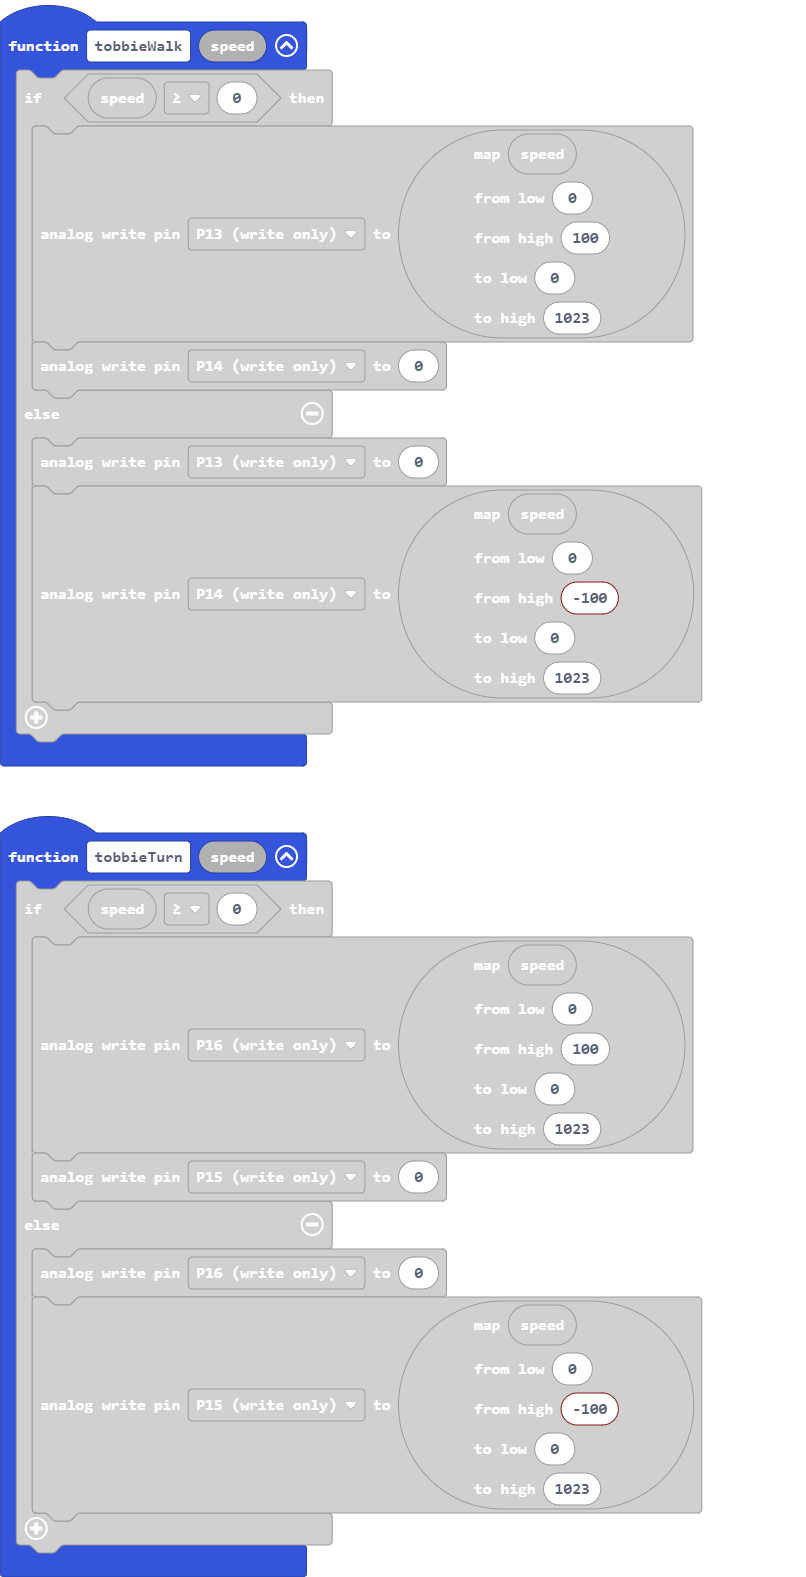 function tobbieWalk speed
if speed ≥ 0 then
map speed
from low 0
from high 100
analog write pin P13 (write only) to
to low 0
to high 1023
analog write pin P14 (write only) to 0
else
analog write pin P13 (write only) to 0
map speed
from low 0
from high -100
analog write pin P14 (write only) to
to low 0
to high 1023
function tobbieTurn speed
if speed ≥ 0 then
map speed
from low 0
from high 100
analog write pin P16 (write only) to
to low 0
to high 1023
analog write pin P15 (write only) to 0
else
analog write pin P16 (write only) to 0
map speed
from low 0
from high -100
analog write pin P15 (write only) to
to low 0
to high 1023